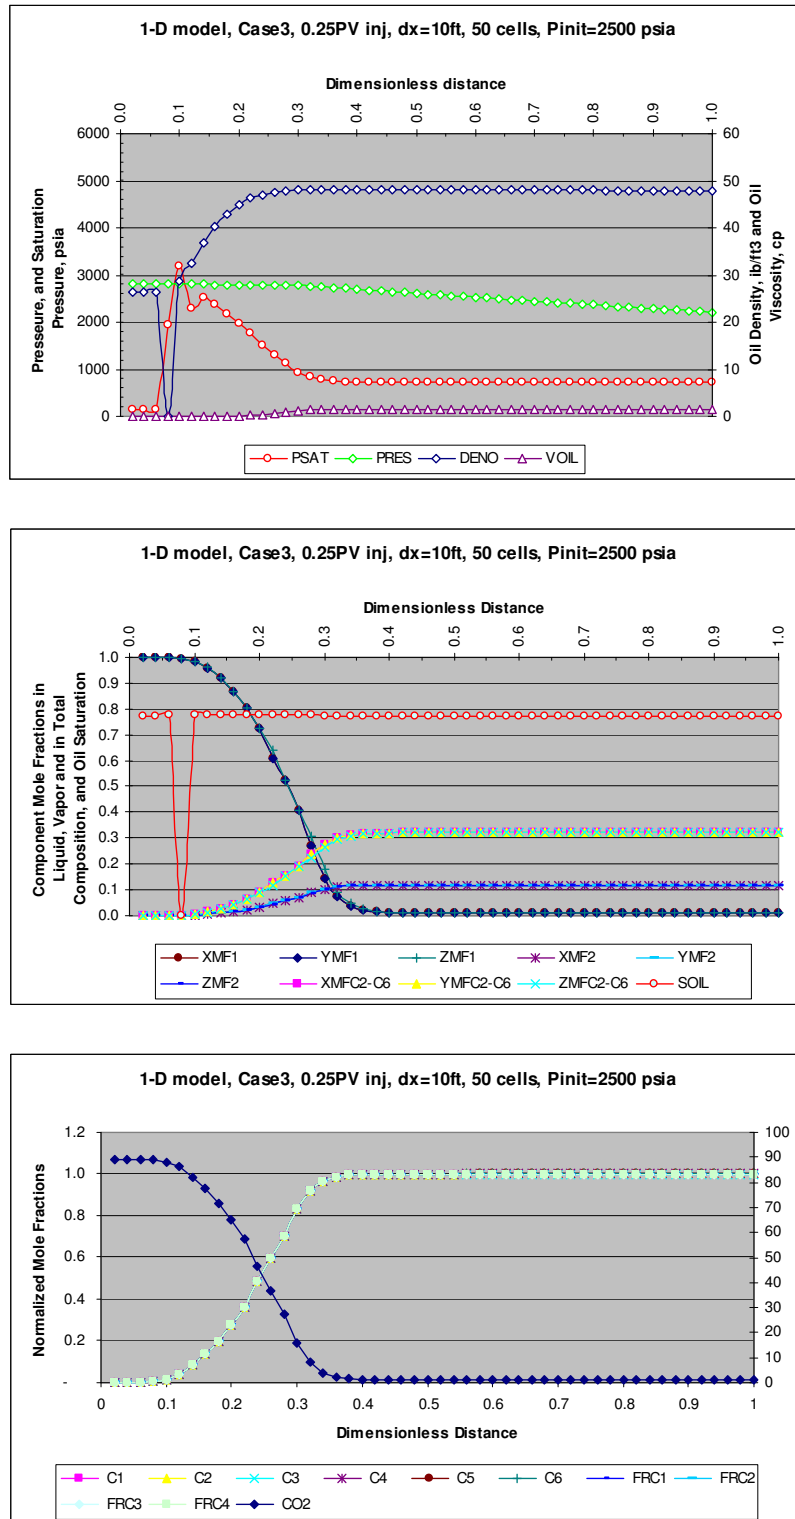 1-D model, Case3, 0.25PV inj, dx=10ft, 50 cells, Pinit=2500 psia
Dimensionless distance
0.0 0.1 0.2 0.3 0.4 0.5 0.6 0.7 0.8 0.9 1.0
6000 60
5000 50
4000 40
3000 30
2000 20
1000 10
0 0
Presseure, and Saturation
Pressure, psia
Oil Density, lb/ft3 and Oil
Viscosity, cp
PSAT PRES DENO VOIL
1-D model, Case3, 0.25PV inj, dx=10ft, 50 cells, Pinit=2500 psia
Dimensionless Distance
0.0 0.1 0.2 0.3 0.4 0.5 0.6 0.7 0.8 0.9 1.0
1.0
0.9
0.8
0.7
0.6
0.5
0.4
0.3
0.2
0.1
0.0
Component Mole Fractions in
Liquid, Vapor and in Total
Composition, and Oil Saturation
XMF1 YMF1 ZMF1 XMF2 YMF2
ZMF2 XMFC2-C6 YMFC2-C6 ZMFC2-C6 SOIL
1-D model, Case3, 0.25PV inj, dx=10ft, 50 cells, Pinit=2500 psia
1.2
1.0
0.8
0.6
0.4
0.2
-
Normalized Mole Fractions
100
90
80
70
60
50
40
30
20
10
0
0 0.1 0.2 0.3 0.4 0.5 0.6 0.7 0.8 0.9 1
Dimensionless Distance
C1 C2 C3 C4 C5 C6 FRC1 FRC2
FRC3 FRC4 CO2